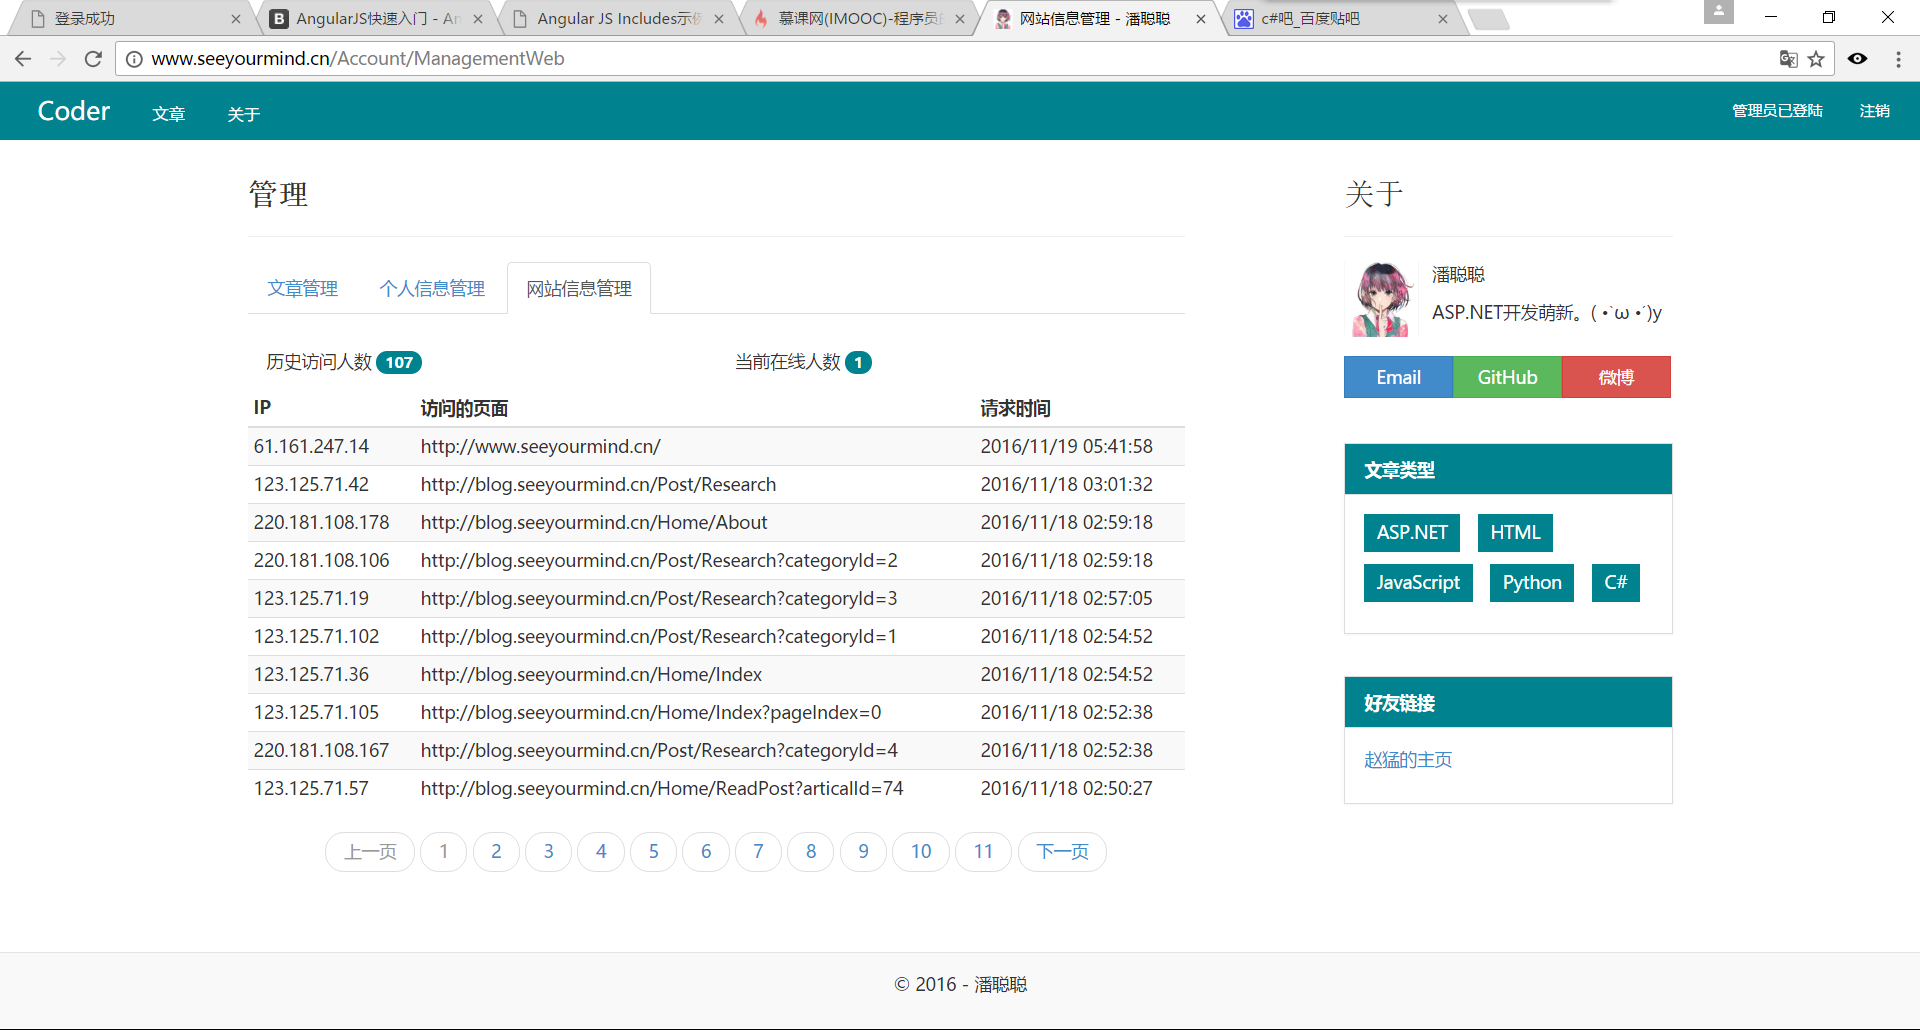 登录成功
AngularJS快速入门 - An
Angular JS Includes示例
慕课网(IMOOC)-程序员的
网站信息管理 - 潘聪聪
c#吧_百度贴吧
www.seeyourmind.cn/Account/ManagementWeb
Coder 文章 关于 管理员已登陆 注销
管理
文章管理 个人信息管理 网站信息管理
历史访问人数 107 当前在线人数 1
IP 访问的页面 请求时间
61.161.247.14 http://www.seeyourmind.cn/ 2016/11/19 05:41:58
123.125.71.42 http://blog.seeyourmind.cn/Post/Research 2016/11/18 03:01:32
220.181.108.178 http://blog.seeyourmind.cn/Home/About 2016/11/18 02:59:18
220.181.108.106 http://blog.seeyourmind.cn/Post/Research?categoryId=2 2016/11/18 02:59:18
123.125.71.19 http://blog.seeyourmind.cn/Post/Research?categoryId=3 2016/11/18 02:57:05
123.125.71.102 http://blog.seeyourmind.cn/Post/Research?categoryId=1 2016/11/18 02:54:52
123.125.71.36 http://blog.seeyourmind.cn/Home/Index 2016/11/18 02:54:52
123.125.71.105 http://blog.seeyourmind.cn/Home/Index?pageIndex=0 2016/11/18 02:52:38
220.181.108.167 http://blog.seeyourmind.cn/Post/Research?categoryId=4 2016/11/18 02:52:38
123.125.71.57 http://blog.seeyourmind.cn/Home/ReadPost?articalId=74 2016/11/18 02:50:27
上一页 1 2 3 4 5 6 7 8 9 10 11 下一页
关于
潘聪聪
ASP.NET开发萌新。( •̀ ω •́ )y
Email GitHub 微博
文章类型
ASP.NET HTML
JavaScript Python C#
好友链接
赵猛的主页
© 2016 - 潘聪聪